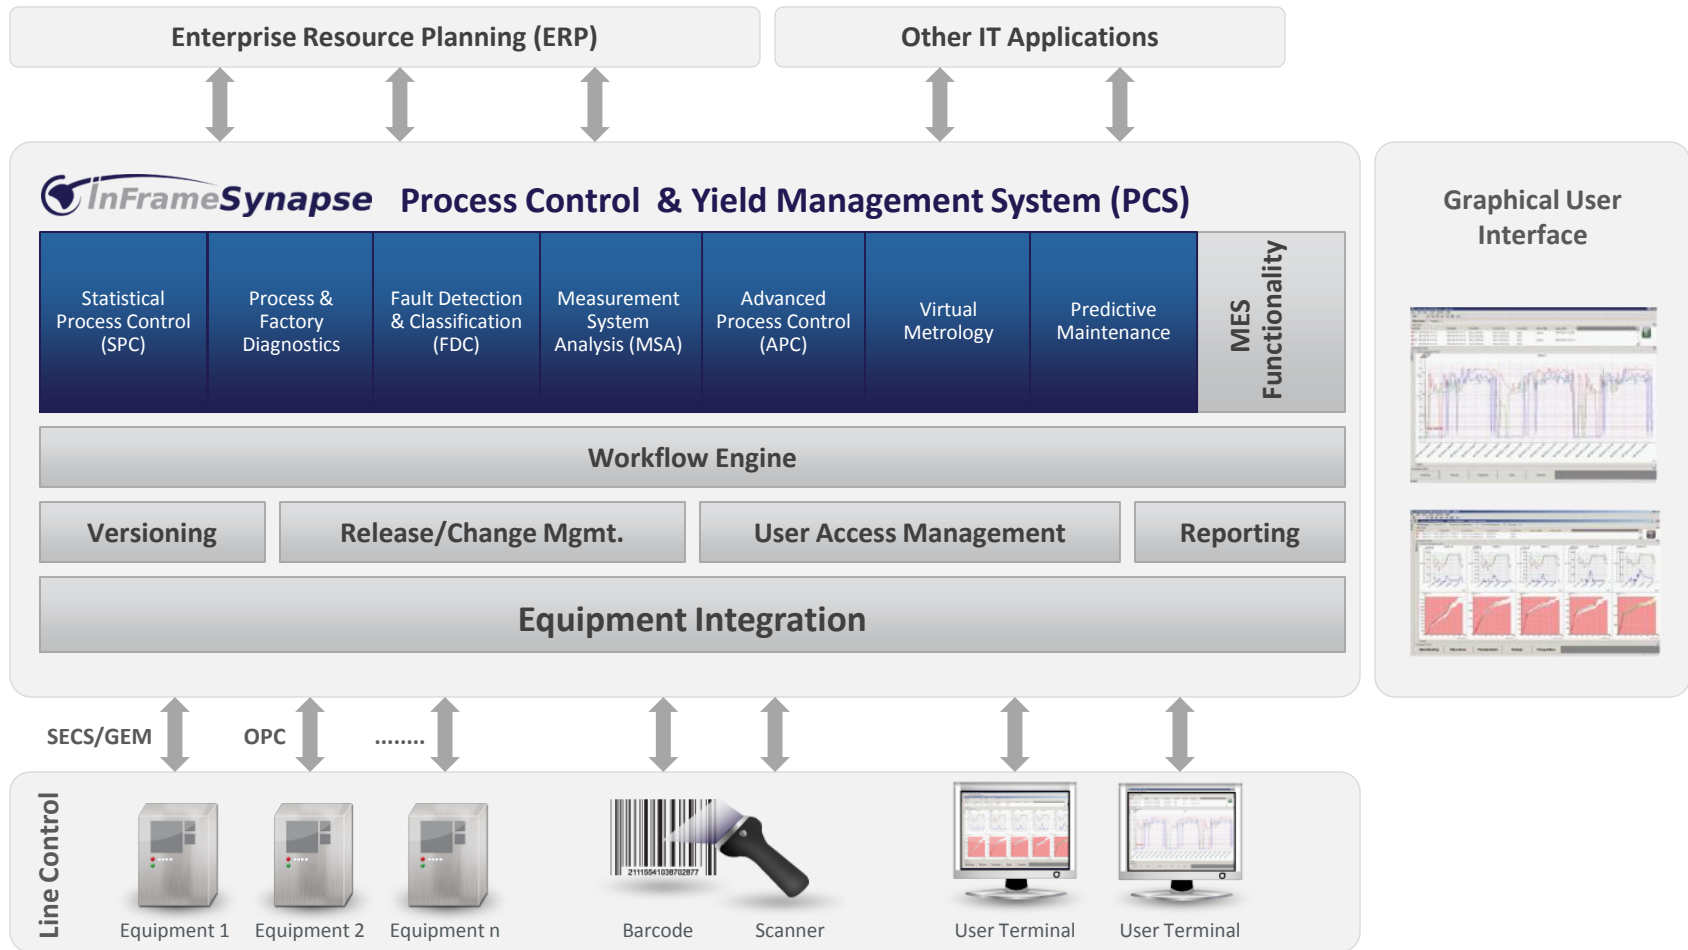 Enterprise Resource Planning (ERP)
Other IT Applications
InFrameSynapse
Process Control & Yield Management System (PCS)
Statistical
Process Control
(SPC)
Process &
Factory
Diagnostics
Fault Detection
& Classification
(FDC)
Measurement
System
Analysis (MSA)
Advanced
Process Control
(APC)
Virtual
Metrology
Predictive
Maintenance
MES
Functionality
Workflow Engine
Versioning
Release/Change Mgmt.
User Access Management
Reporting
Equipment Integration
Graphical User
Interface
SECS/GEM
OPC
........
Line Control
Equipment 1
Equipment 2
Equipment n
21115541038702877
Barcode
Scanner
User Terminal
User Terminal